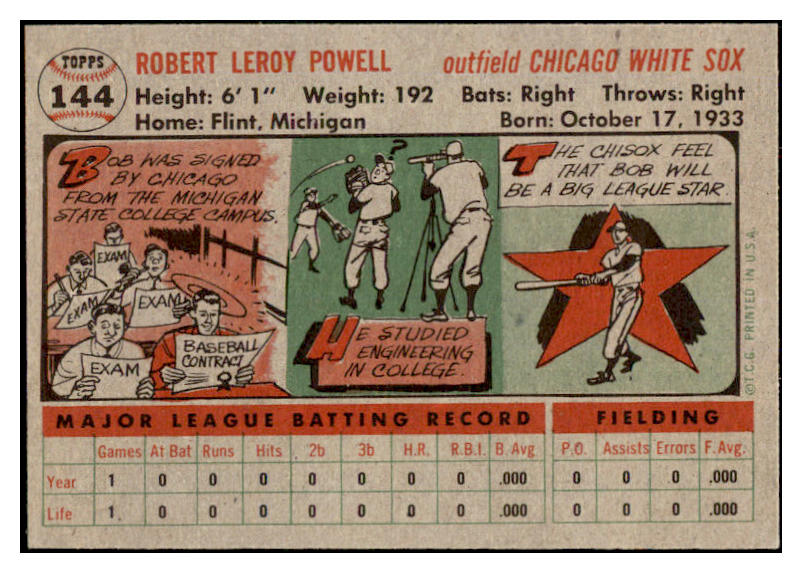 TOPPS
144
ROBERT LEROY POWELL outfield CHICAGO WHITE SOX
Height: 6' 1" Weight: 192 Bats: Right Throws: Right
Home: Flint, Michigan Born: October 17, 1933
BOB WAS SIGNED
BY CHICAGO
FROM THE MICHIGAN
STATE COLLEGE CAMPUS.
EXAM
EXAM
EXAM
EXAM
BASEBALL
CONTRACT
?
HE STUDIED
ENGINEERING
IN COLLEGE.
THE CHISOX FEEL
THAT BOB WILL
BE A BIG LEAGUE STAR.
©T.C.G. PRINTED IN U.S.A.
MAJOR LEAGUE BATTING RECORD FIELDING
Games At Bat Runs Hits 2b 3b H.R. R.B.I. B. Avg P.O. Assists Errors F. Avg.
Year 1 0 0 0 0 0 0 0 .000 0 0 0 .000
Life 1 0 0 0 0 0 0 0 .000 0 0 0 .000